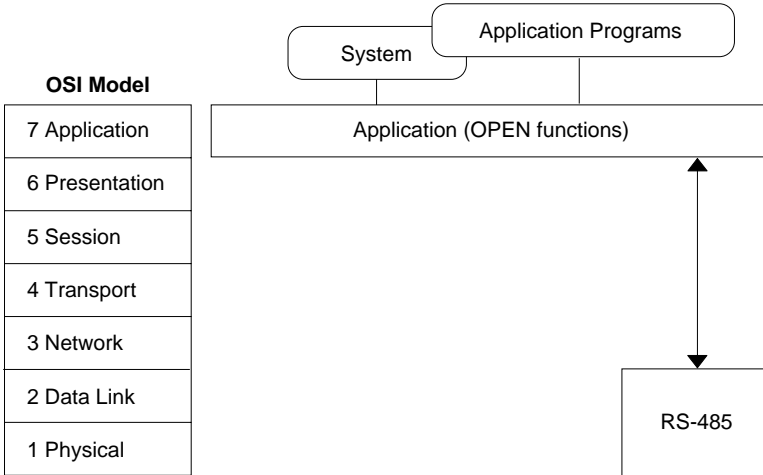 Application Programs
System
OSI Model
7 Application
Application (OPEN functions)
6 Presentation
5 Session
4 Transport
3 Network
2 Data Link
RS-485
1 Physical